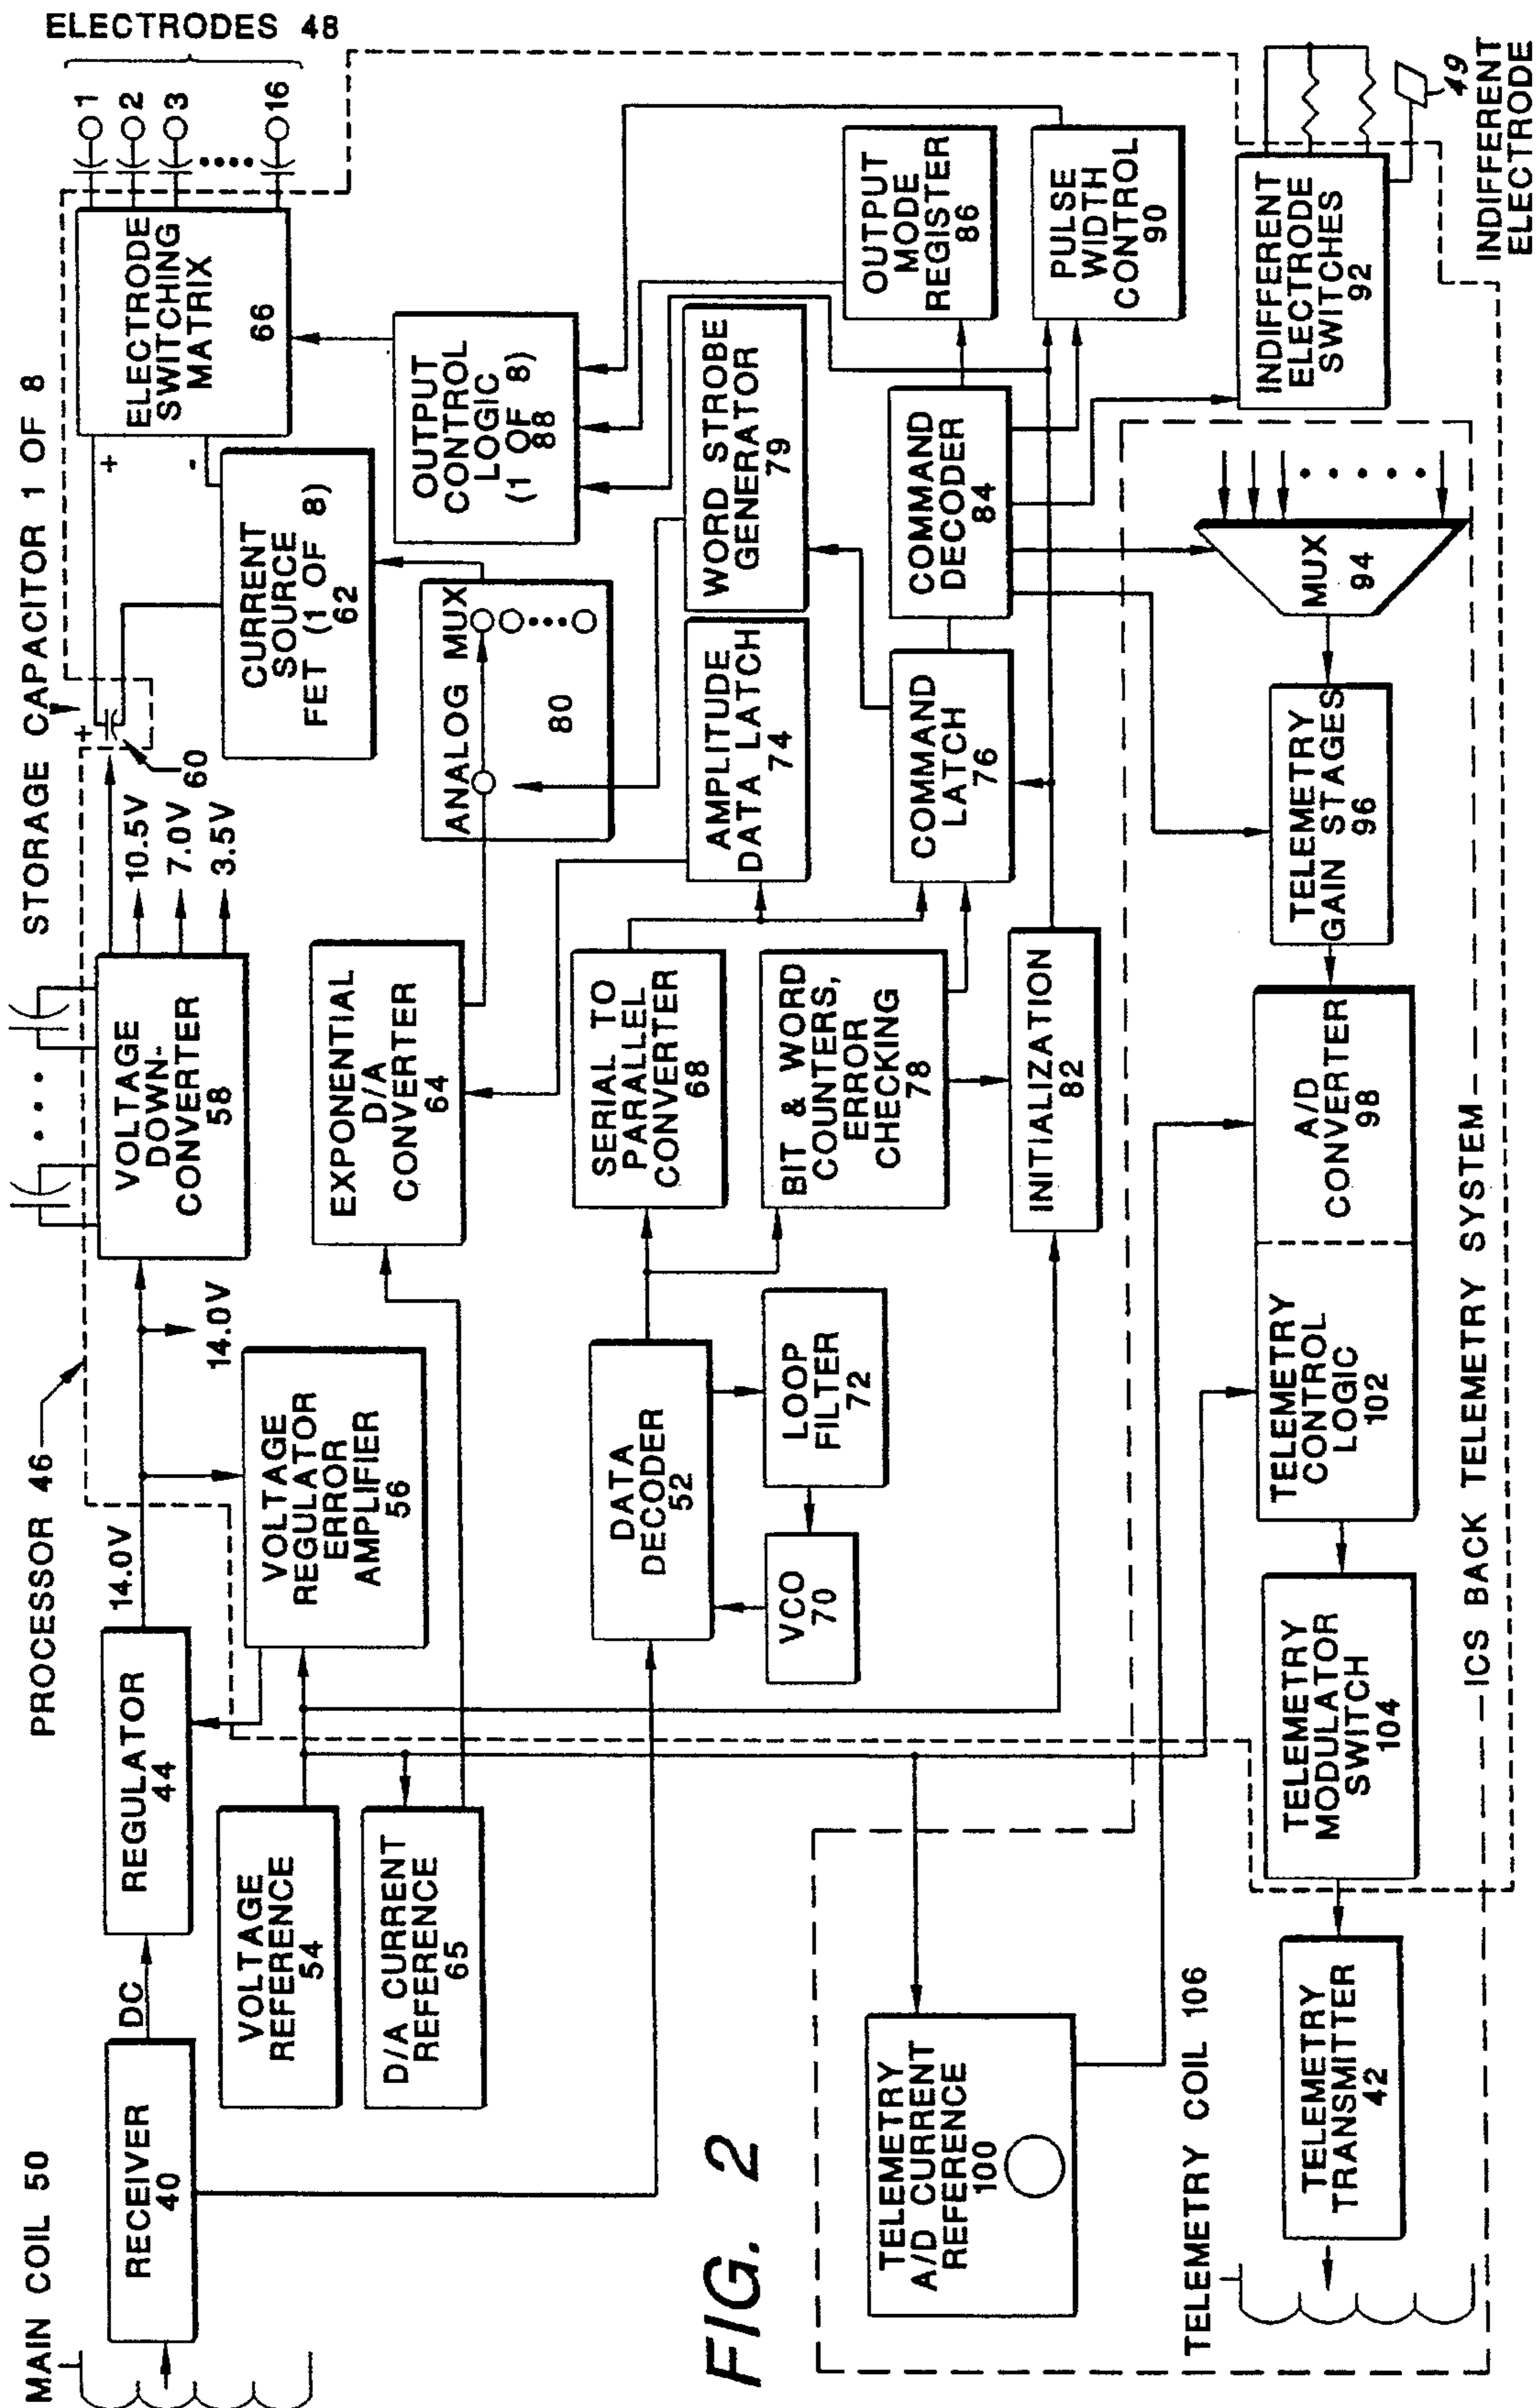 MAIN COIL 50
RECEIVER
40
DC
REGULATOR
44
14.0V
PROCESSOR 46
14.0V
VOLTAGE
DOWN-
CONVERTER
58
10.5V
7.0V
3.5V
STORAGE CAPACITOR 1 OF 8
+
60
+
-
ELECTRODE
SWITCHING
MATRIX
66
ELECTRODES 48
1
2
3
16
VOLTAGE
REFERENCE
54
D/A CURRENT
REFERENCE
65
VOLTAGE
REGULATOR
ERROR
AMPLIFIER
56
EXPONENTIAL
D/A
CONVERTER
64
CURRENT
SOURCE
FET (1 OF 8)
62
ANALOG MUX
80
OUTPUT
CONTROL
LOGIC
(1 OF 8)
88
DATA
DECODER
52
LOOP
FILTER
72
VCO
70
SERIAL TO
PARALLEL
CONVERTER
68
BIT & WORD
COUNTERS,
ERROR
CHECKING
78
INITIALIZATION
82
AMPLITUDE
DATA LATCH
74
WORD STROBE
GENERATOR
79
COMMAND
LATCH
76
COMMAND
DECODER
84
OUTPUT
MODE
REGISTER
86
PULSE
WIDTH
CONTROL
90
INDIFFERENT
ELECTRODE
SWITCHES
92
49
INDIFFERENT
ELECTRODE
FIG. 2
TELEMETRY
A/D CURRENT
REFERENCE
100
TELEMETRY COIL 106
TELEMETRY
TRANSMITTER
42
TELEMETRY
MODULATOR
SWITCH
104
TELEMETRY
CONTROL
LOGIC
102
A/D
CONVERTER
98
TELEMETRY
GAIN STAGES
96
MUX
94
ICS BACK TELEMETRY SYSTEM